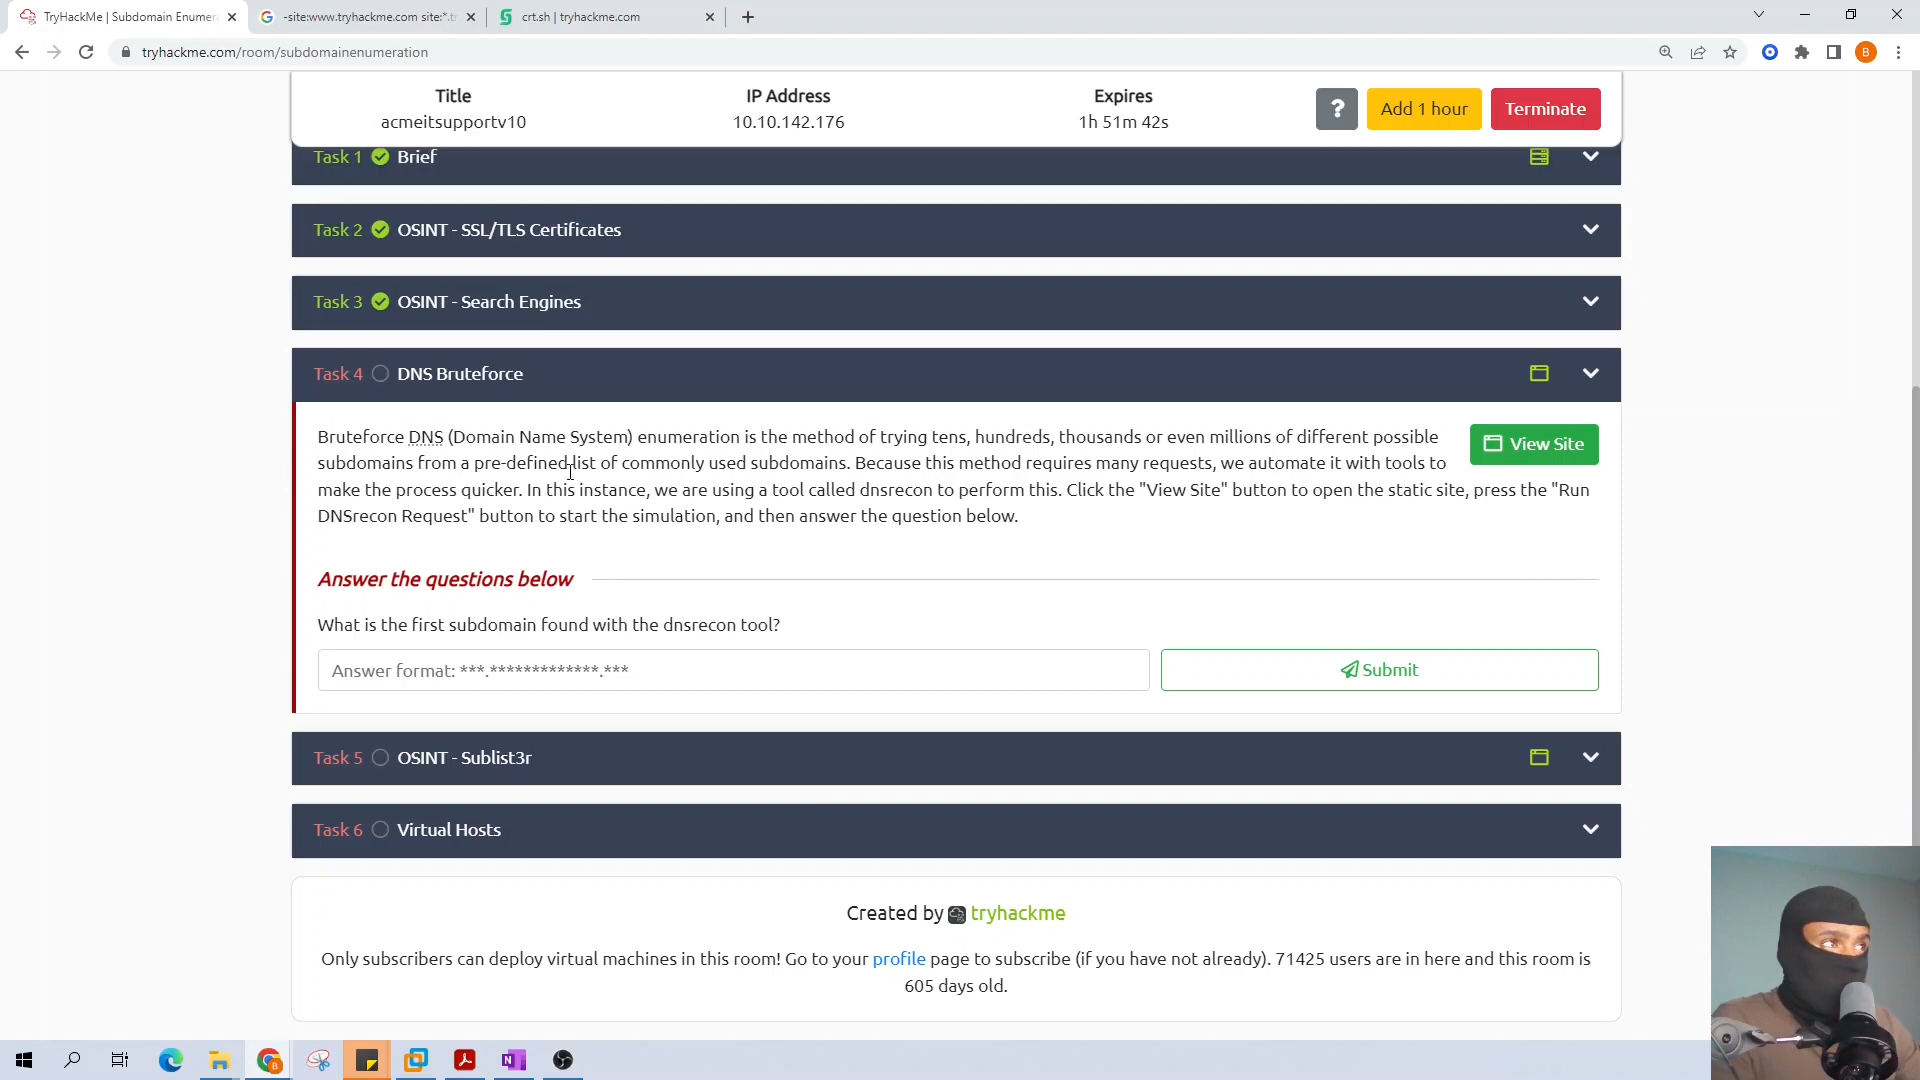 TryHackMe | Subdomain Enumer
-site:www.tryhackme.com site:*.tr
crt.sh | tryhackme.com
tryhackme.com/room/subdomainenumeration
B
Title
IP Address
Expires
acmeitsupportv10
10.10.142.176
1h 51m 42s
?
Add 1 hour
Terminate
Task 1 Brief
Task 2 OSINT - SSL/TLS Certificates
Task 3 OSINT - Search Engines
Task 4 DNS Bruteforce
Bruteforce DNS (Domain Name System) enumeration is the method of trying tens, hundreds, thousands or even millions of different possible
subdomains from a pre-defined list of commonly used subdomains. Because this method requires many requests, we automate it with tools to
make the process quicker. In this instance, we are using a tool called dnsrecon to perform this. Click the "View Site" button to open the static site, press the "Run
DNSrecon Request" button to start the simulation, and then answer the question below.
View Site
Answer the questions below
What is the first subdomain found with the dnsrecon tool?
Answer format: ***.*************.***
Submit
Task 5 OSINT - Sublist3r
Task 6 Virtual Hosts
Created by tryhackme
Only subscribers can deploy virtual machines in this room! Go to your profile page to subscribe (if you have not already). 71425 users are in here and this room is
605 days old.